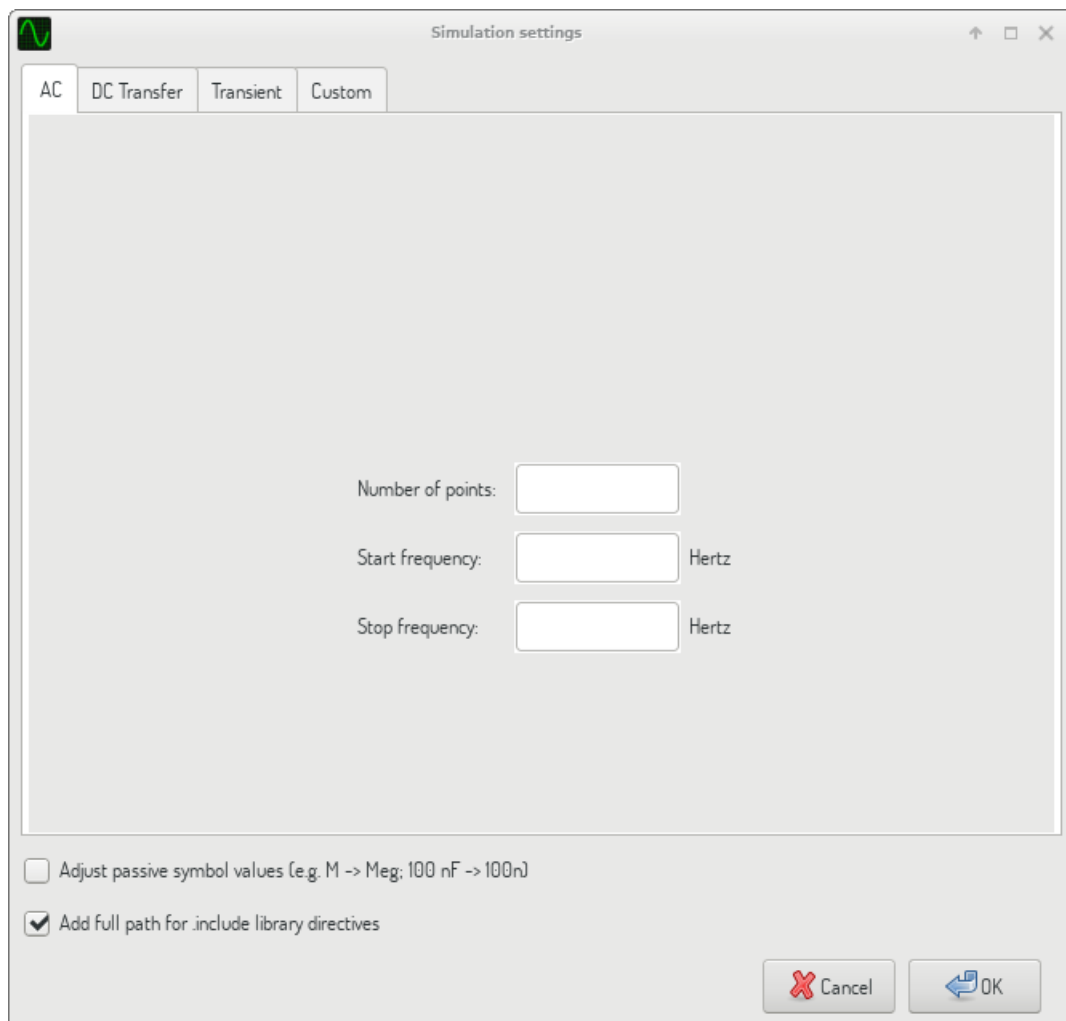 Simulation settings
AC DC Transfer Transient Custom
Number of points:
Start frequency: Hertz
Stop frequency: Hertz
Adjust passive symbol values (e.g. M -> Meg; 100 nF -> 100n)
Add full path for .include library directives
Cancel OK